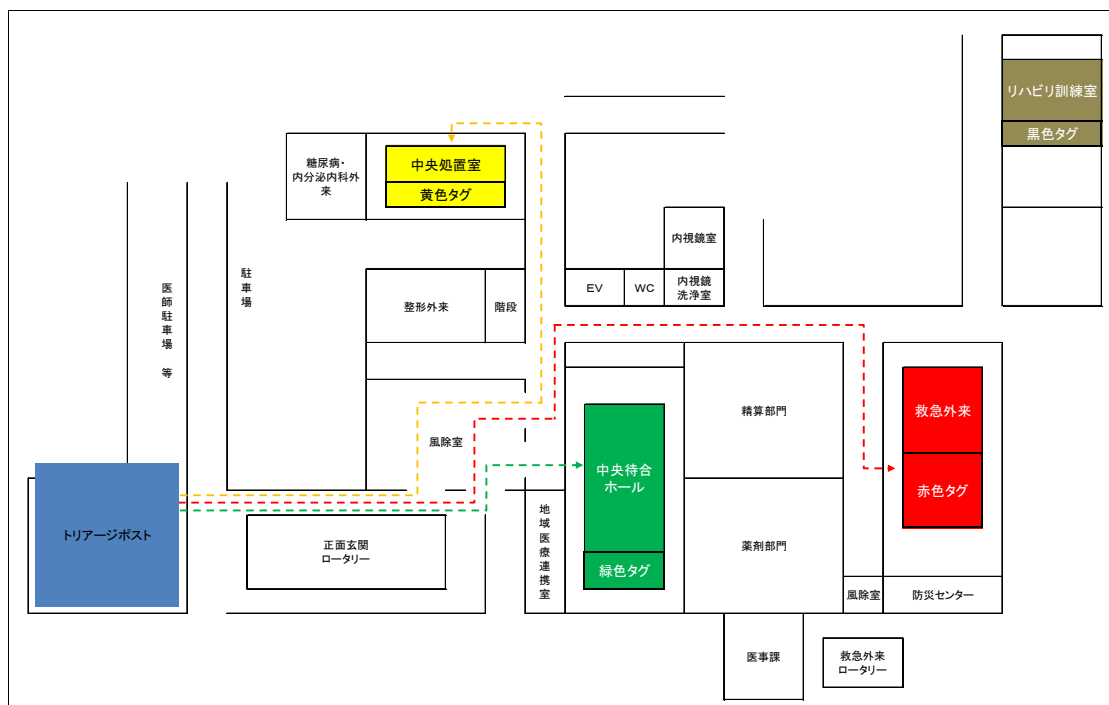 リハビリ訓練室
黒色タグ
糖尿病・
内分泌内科外
来
中央処置室
黄色タグ
内視鏡室
医師駐車場 等
駐車場
整形外来
階段
EV
WC
内視鏡
洗浄室
精算部門
救急外来
風除室
中央待合
ホール
赤色タグ
トリアージポスト
正面玄関
ロータリー
地域医療連携室
薬剤部門
緑色タグ
風除室
防災センター
医事課
救急外来
ロータリー